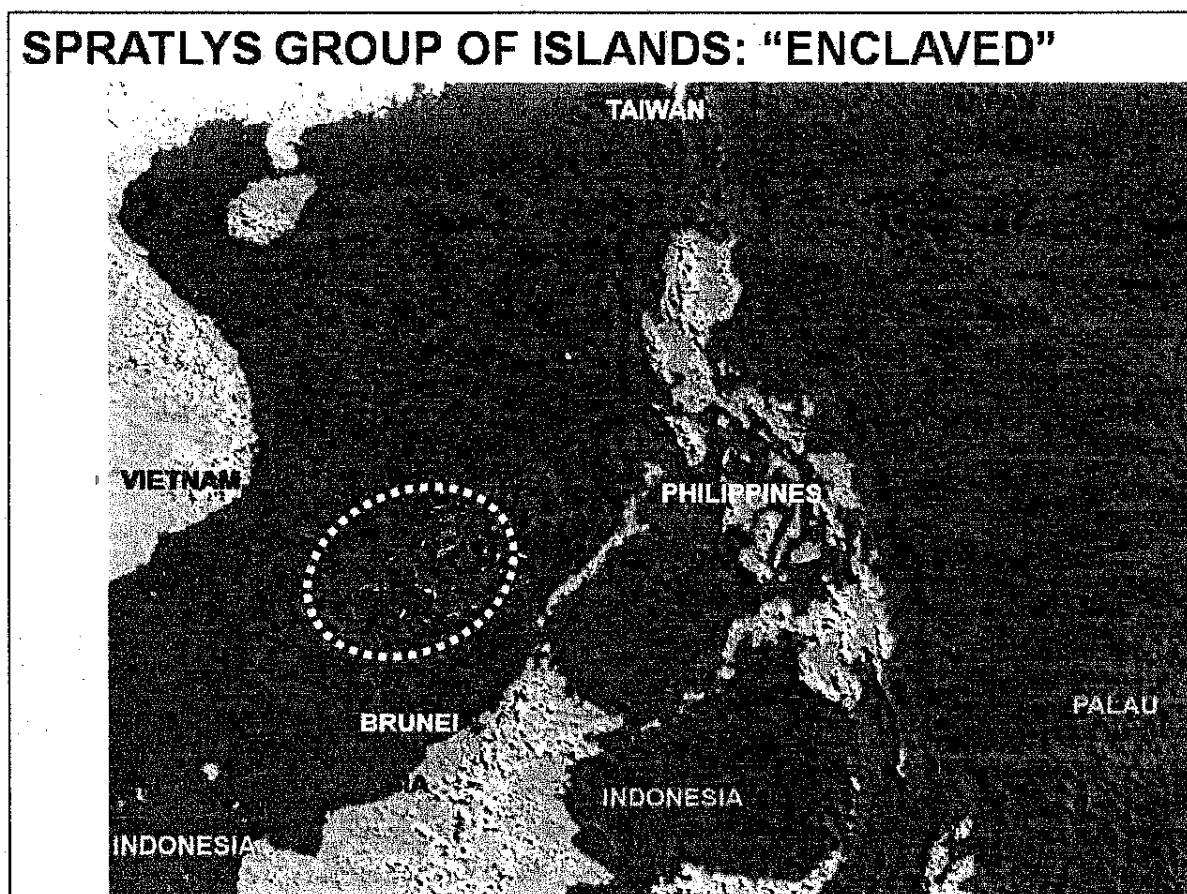 SPRATLYS GROUP OF ISLANDS: “ENCLAVED”
TAIWAN
VIETNAM
PHILIPPINES
PALAU
BRUNEI
INDONESIA
INDONESIA